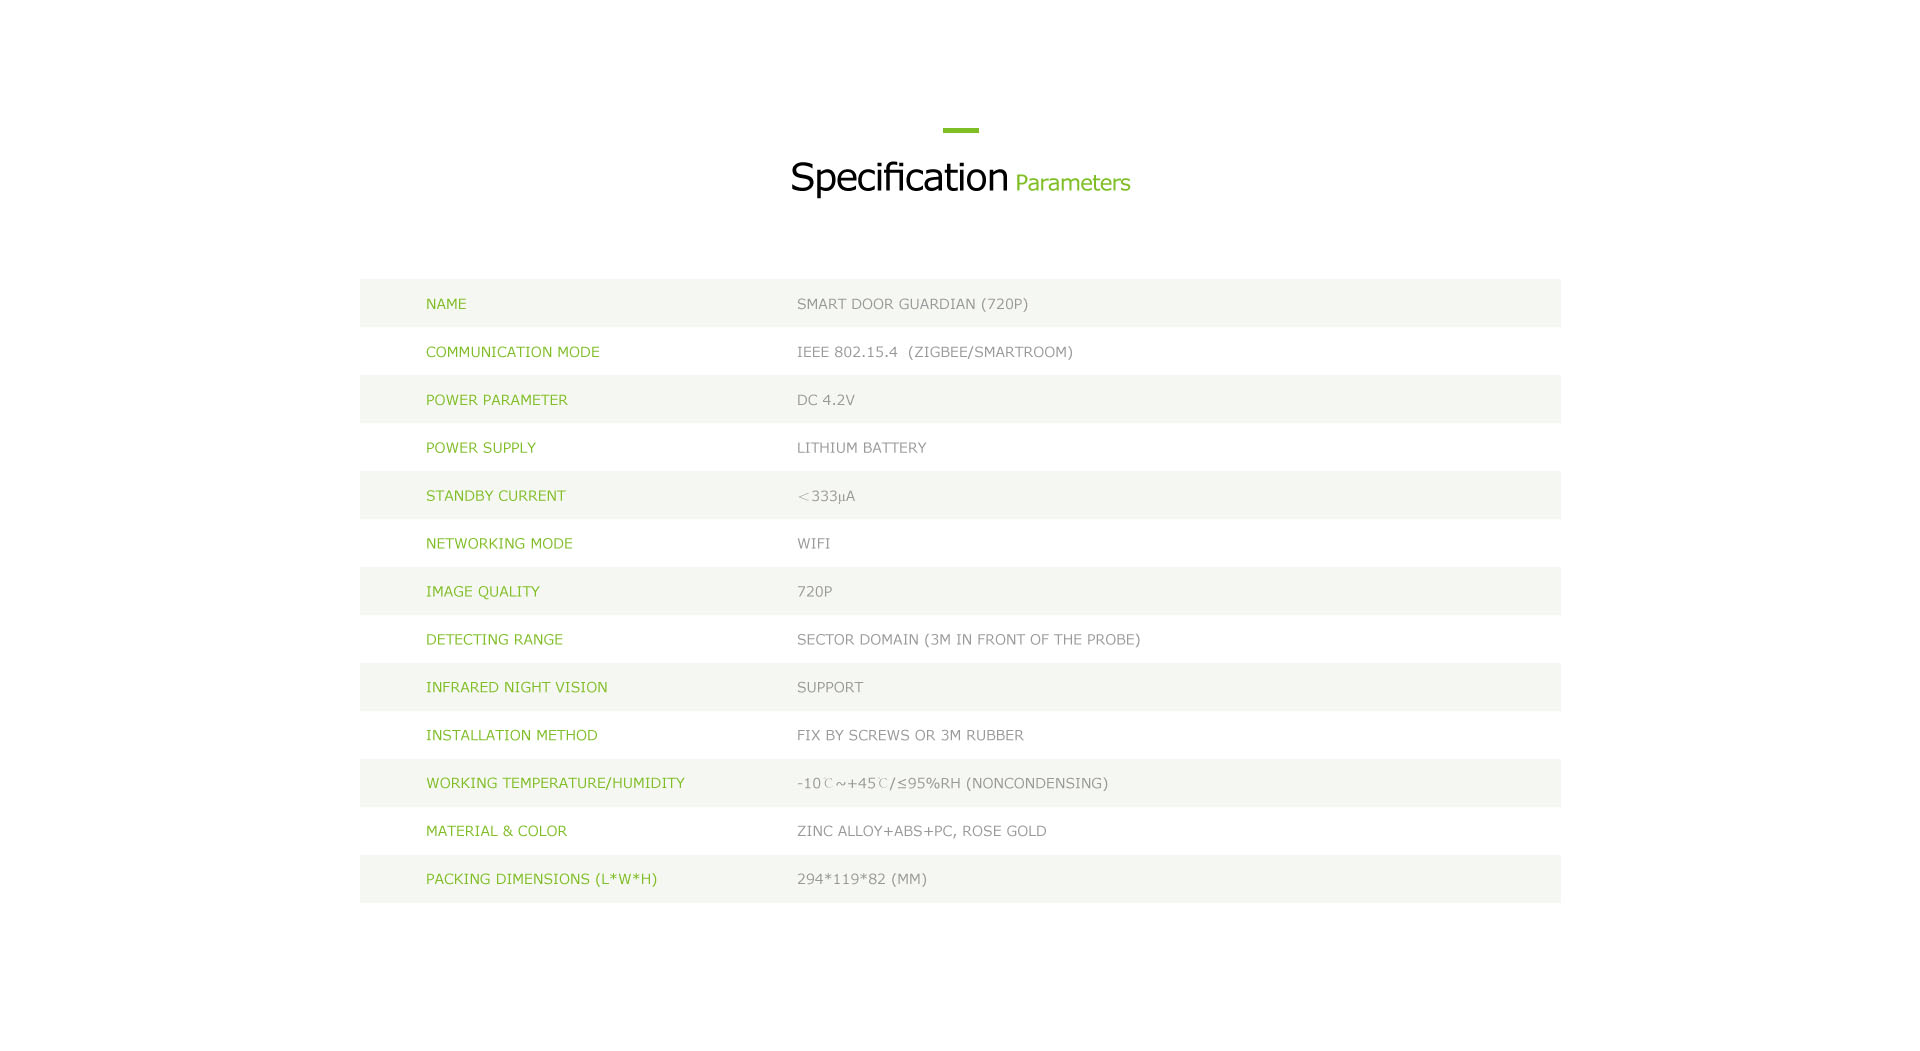 Specification Parameters
NAME SMART DOOR GUARDIAN (720P)
COMMUNICATION MODE IEEE 802.15.4 (ZIGBEE/SMARTROOM)
POWER PARAMETER DC 4.2V
POWER SUPPLY LITHIUM BATTERY
STANDBY CURRENT ＜333μA
NETWORKING MODE WIFI
IMAGE QUALITY 720P
DETECTING RANGE SECTOR DOMAIN (3M IN FRONT OF THE PROBE)
INFRARED NIGHT VISION SUPPORT
INSTALLATION METHOD FIX BY SCREWS OR 3M RUBBER
WORKING TEMPERATURE/HUMIDITY -10℃~+45℃/≤95%RH (NONCONDENSING)
MATERIAL & COLOR ZINC ALLOY+ABS+PC, ROSE GOLD
PACKING DIMENSIONS (L*W*H) 294*119*82 (MM)